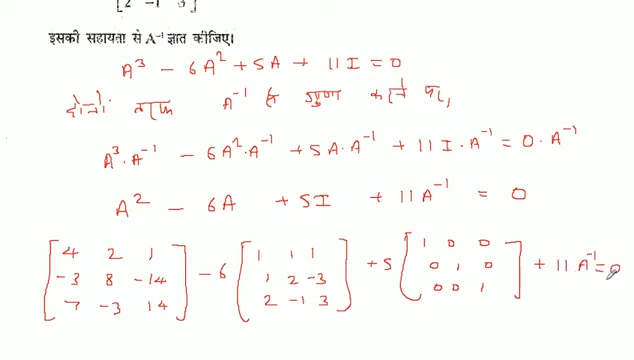 [2 -1 3]
इसकी सहायता से A⁻¹ ज्ञात कीजिए।
A³ - 6A² + 5A + 11I = 0
दोनों तरफ A⁻¹ से गुणा करने पर,
A³·A⁻¹ - 6A²·A⁻¹ + 5A·A⁻¹ + 11I·A⁻¹ = 0·A⁻¹
A² - 6A + 5I + 11A⁻¹ = 0
[4 2 1; -3 8 -14; 7 -3 14] - 6 [1 1 1; 1 2 -3; 2 -1 3] + 5 [1 0 0; 0 1 0; 0 0 1] + 11A⁻¹ = 0